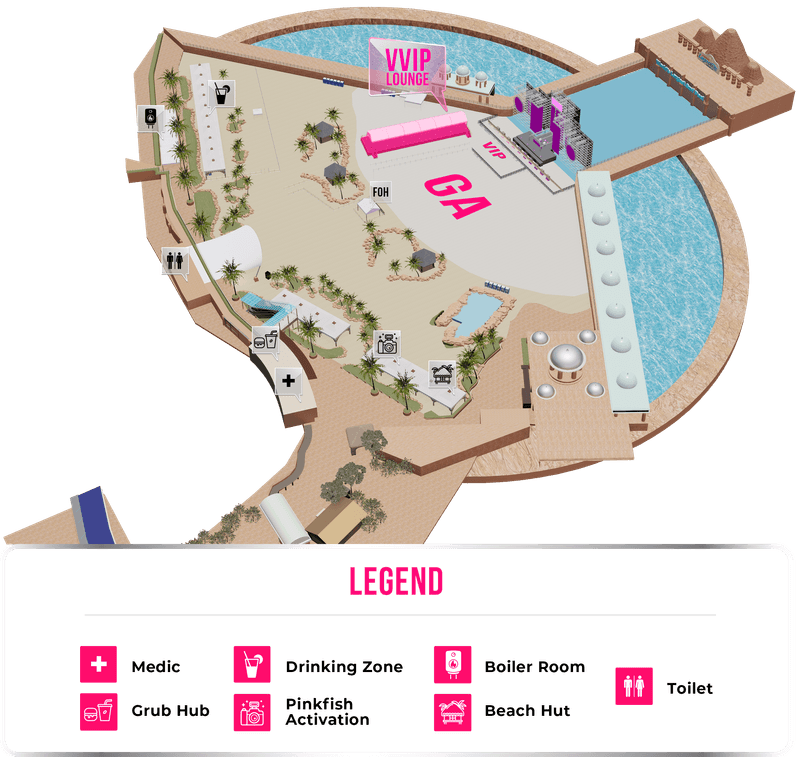 VVIP
LOUNGE
VIP
GA
FOH
LEGEND
Medic
Drinking Zone
Boiler Room
Toilet
Grub Hub
Pinkfish
Activation
Beach Hut